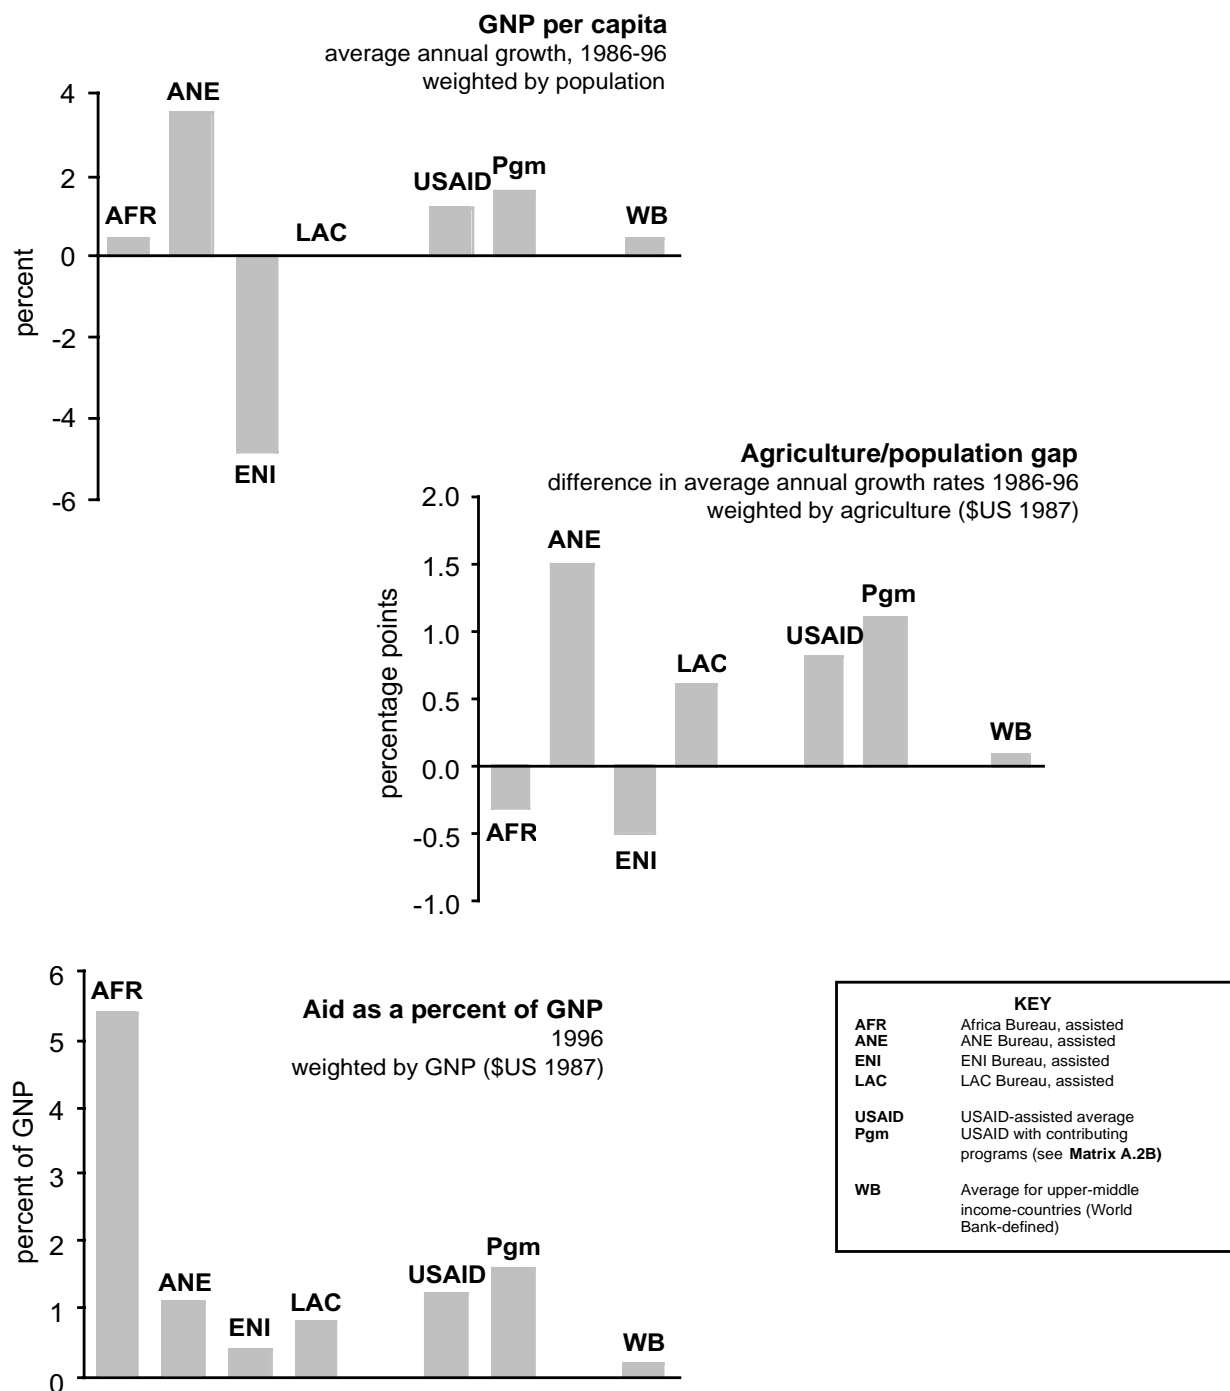 GNP per capita
average annual growth, 1986-96
weighted by population
4
2
0
-2
-4
-6
percent
AFR
ANE
ENI
LAC
USAID
Pgm
WB
Agriculture/population gap
difference in average annual growth rates 1986-96
weighted by agriculture ($US 1987)
2.0
1.5
1.0
0.5
0.0
-0.5
-1.0
percentage points
AFR
ANE
ENI
LAC
USAID
Pgm
WB
Aid as a percent of GNP
1996
weighted by GNP ($US 1987)
6
5
4
3
2
1
0
percent of GNP
AFR
ANE
ENI
LAC
USAID
Pgm
WB
KEY
AFR Africa Bureau, assisted
ANE ANE Bureau, assisted
ENI ENI Bureau, assisted
LAC LAC Bureau, assisted
USAID USAID-assisted average
Pgm USAID with contributing
programs (see Matrix A.2B)
WB Average for upper-middle
income-countries (World
Bank-defined)